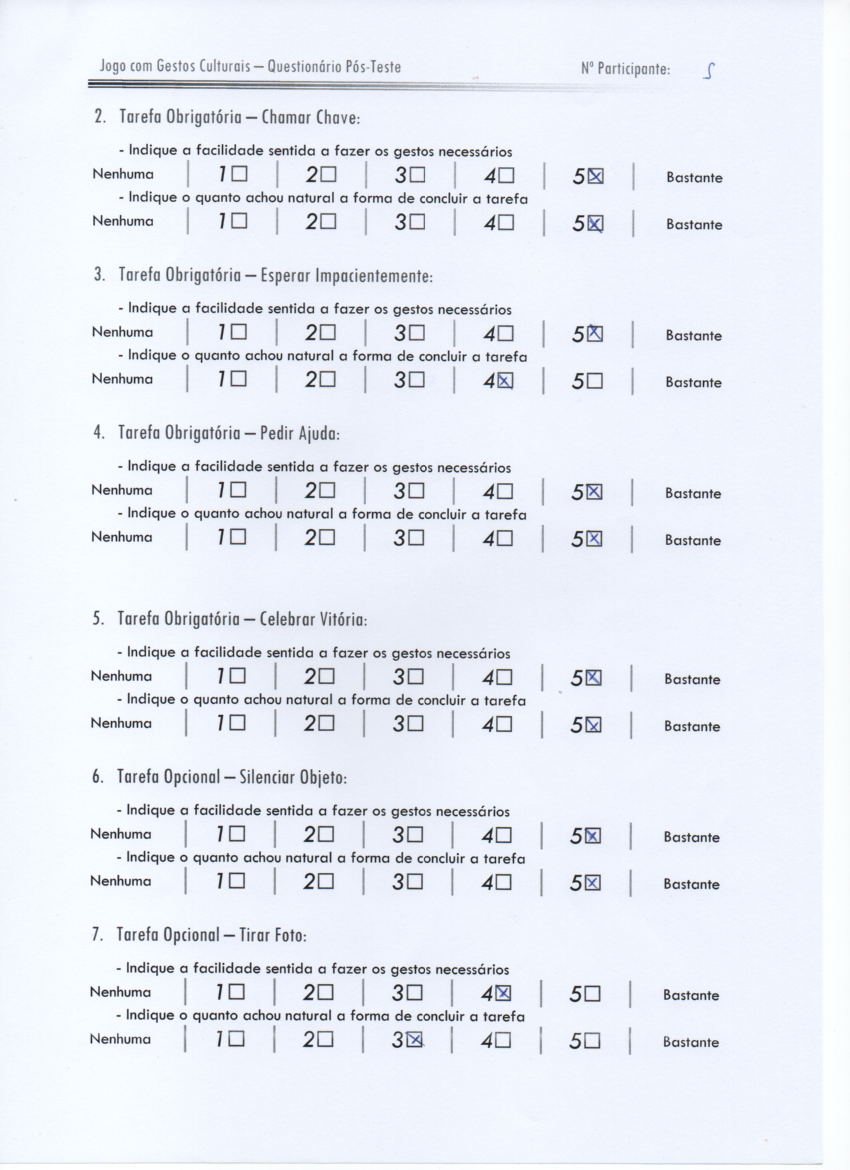 Jogo com Gestos Culturais – Questionário Pós-Teste Nº Participante:
2. Tarefa Obrigatória – Chamar Chave:
- Indique a facilidade sentida a fazer os gestos necessários
Nenhuma | 1☐ | 2☐ | 3☐ | 4☐ | 5☒ | Bastante
- Indique o quanto achou natural a forma de concluir a tarefa
Nenhuma | 1☐ | 2☐ | 3☐ | 4☐ | 5☒ | Bastante
3. Tarefa Obrigatória – Esperar Impacientemente:
- Indique a facilidade sentida a fazer os gestos necessários
Nenhuma | 1☐ | 2☐ | 3☐ | 4☐ | 5☒ | Bastante
- Indique o quanto achou natural a forma de concluir a tarefa
Nenhuma | 1☐ | 2☐ | 3☐ | 4☒ | 5☐ | Bastante
4. Tarefa Obrigatória – Pedir Ajuda:
- Indique a facilidade sentida a fazer os gestos necessários
Nenhuma | 1☐ | 2☐ | 3☐ | 4☐ | 5☒ | Bastante
- Indique o quanto achou natural a forma de concluir a tarefa
Nenhuma | 1☐ | 2☐ | 3☐ | 4☐ | 5☒ | Bastante
5. Tarefa Obrigatória – Celebrar Vitória:
- Indique a facilidade sentida a fazer os gestos necessários
Nenhuma | 1☐ | 2☐ | 3☐ | 4☐ | 5☒ | Bastante
- Indique o quanto achou natural a forma de concluir a tarefa
Nenhuma | 1☐ | 2☐ | 3☐ | 4☐ | 5☒ | Bastante
6. Tarefa Opcional – Silenciar Objeto:
- Indique a facilidade sentida a fazer os gestos necessários
Nenhuma | 1☐ | 2☐ | 3☐ | 4☐ | 5☒ | Bastante
- Indique o quanto achou natural a forma de concluir a tarefa
Nenhuma | 1☐ | 2☐ | 3☐ | 4☐ | 5☒ | Bastante
7. Tarefa Opcional – Tirar Foto:
- Indique a facilidade sentida a fazer os gestos necessários
Nenhuma | 1☐ | 2☐ | 3☐ | 4☒ | 5☐ | Bastante
- Indique o quanto achou natural a forma de concluir a tarefa
Nenhuma | 1☐ | 2☐ | 3☒ | 4☐ | 5☐ | Bastante